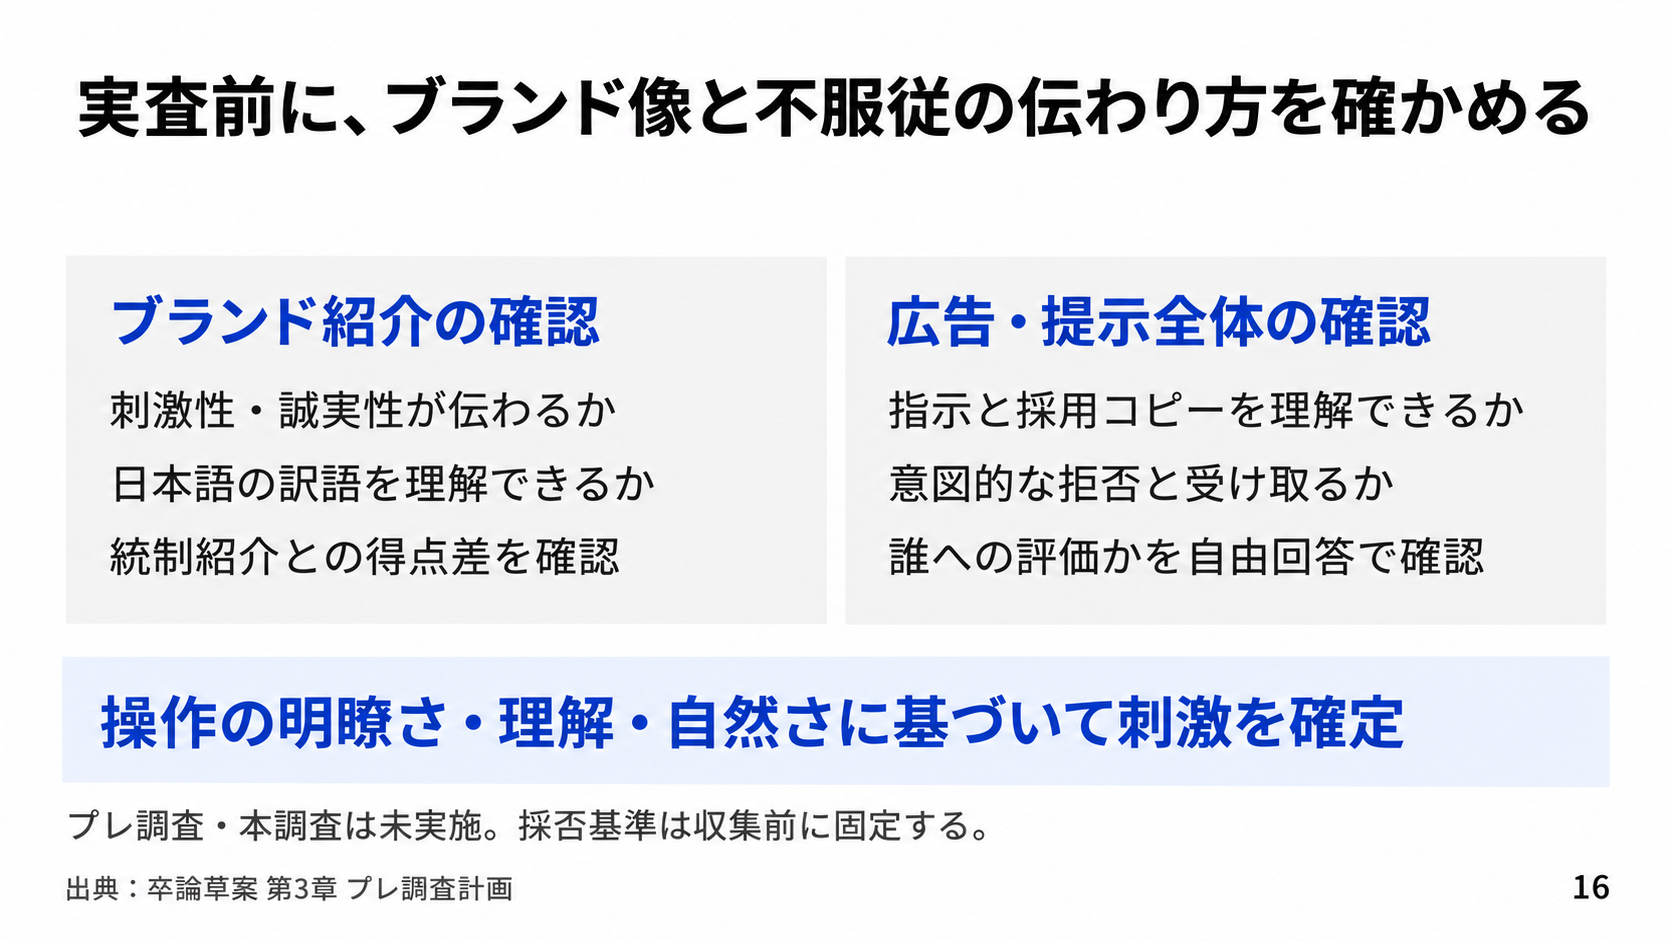 実査前に、ブランド像と不服従の伝わり方を確かめる
ブランド紹介の確認
刺激性・誠実性が伝わるか
日本語の訳語を理解できるか
統制紹介との得点差を確認
広告・提示全体の確認
指示と採用コピーを理解できるか
意図的な拒否と受け取るか
誰への評価かを自由回答で確認
操作の明瞭さ・理解・自然さに基づいて刺激を確定
プレ調査・本調査は未実施。採否基準は収集前に固定する。
出典：卒論草案 第3章 プレ調査計画
16